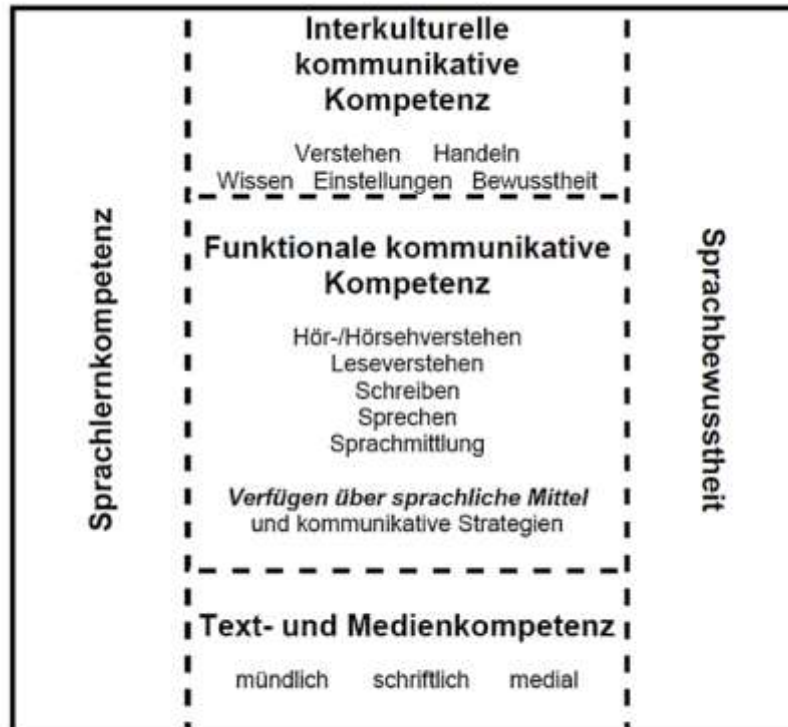 Interkulturelle
kommunikative
Kompetenz
Verstehen Handeln
Wissen Einstellungen Bewusstheit
Sprachlernkompetenz
Funktionale kommunikative
Kompetenz
Hör-/Hörsehverstehen
Leseverstehen
Schreiben
Sprechen
Sprachmittlung
Verfügen über sprachliche Mittel
und kommunikative Strategien
Sprachbewusstheit
Text- und Medienkompetenz
mündlich schriftlich medial